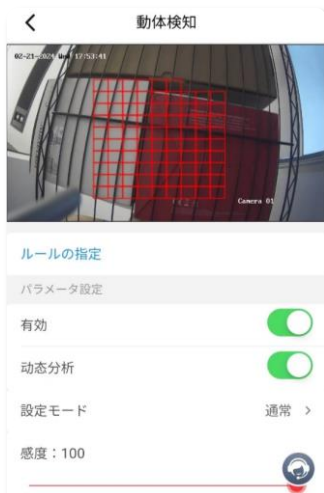 動体検知
02-21-2024 Wed 17:53:41
Camera 01
ルールの指定
パラメータ設定
有効
动态分析
設定モード
通常 >
感度：100